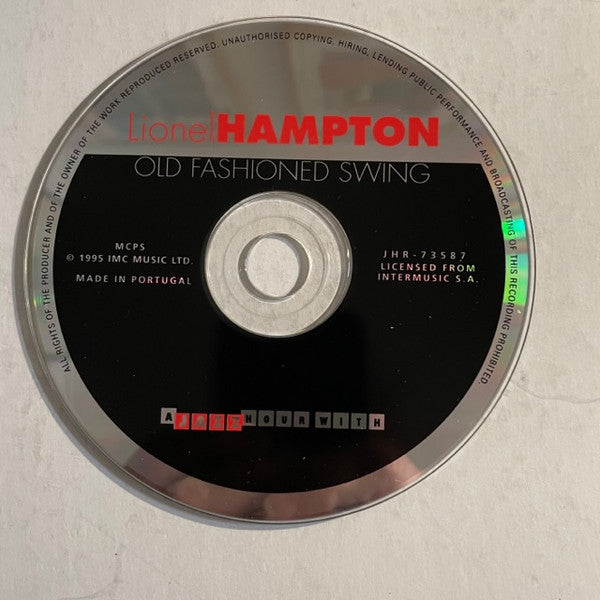 ALL RIGHTS OF THE PRODUCER AND OF THE OWNER OF THE WORK REPRODUCED RESERVED. UNAUTHORISED COPYING, HIRING, LENDING PUBLIC PERFORMANCE AND BROADCASTING OF THIS RECORDING PROHIBITED.
Lionel HAMPTON
OLD FASHIONED SWING
MCPS
© 1995 IMC MUSIC LTD.
MADE IN PORTUGAL
JHR-73587
LICENSED FROM
INTERMUSIC S.A.
A JAZZ HOUR WITH